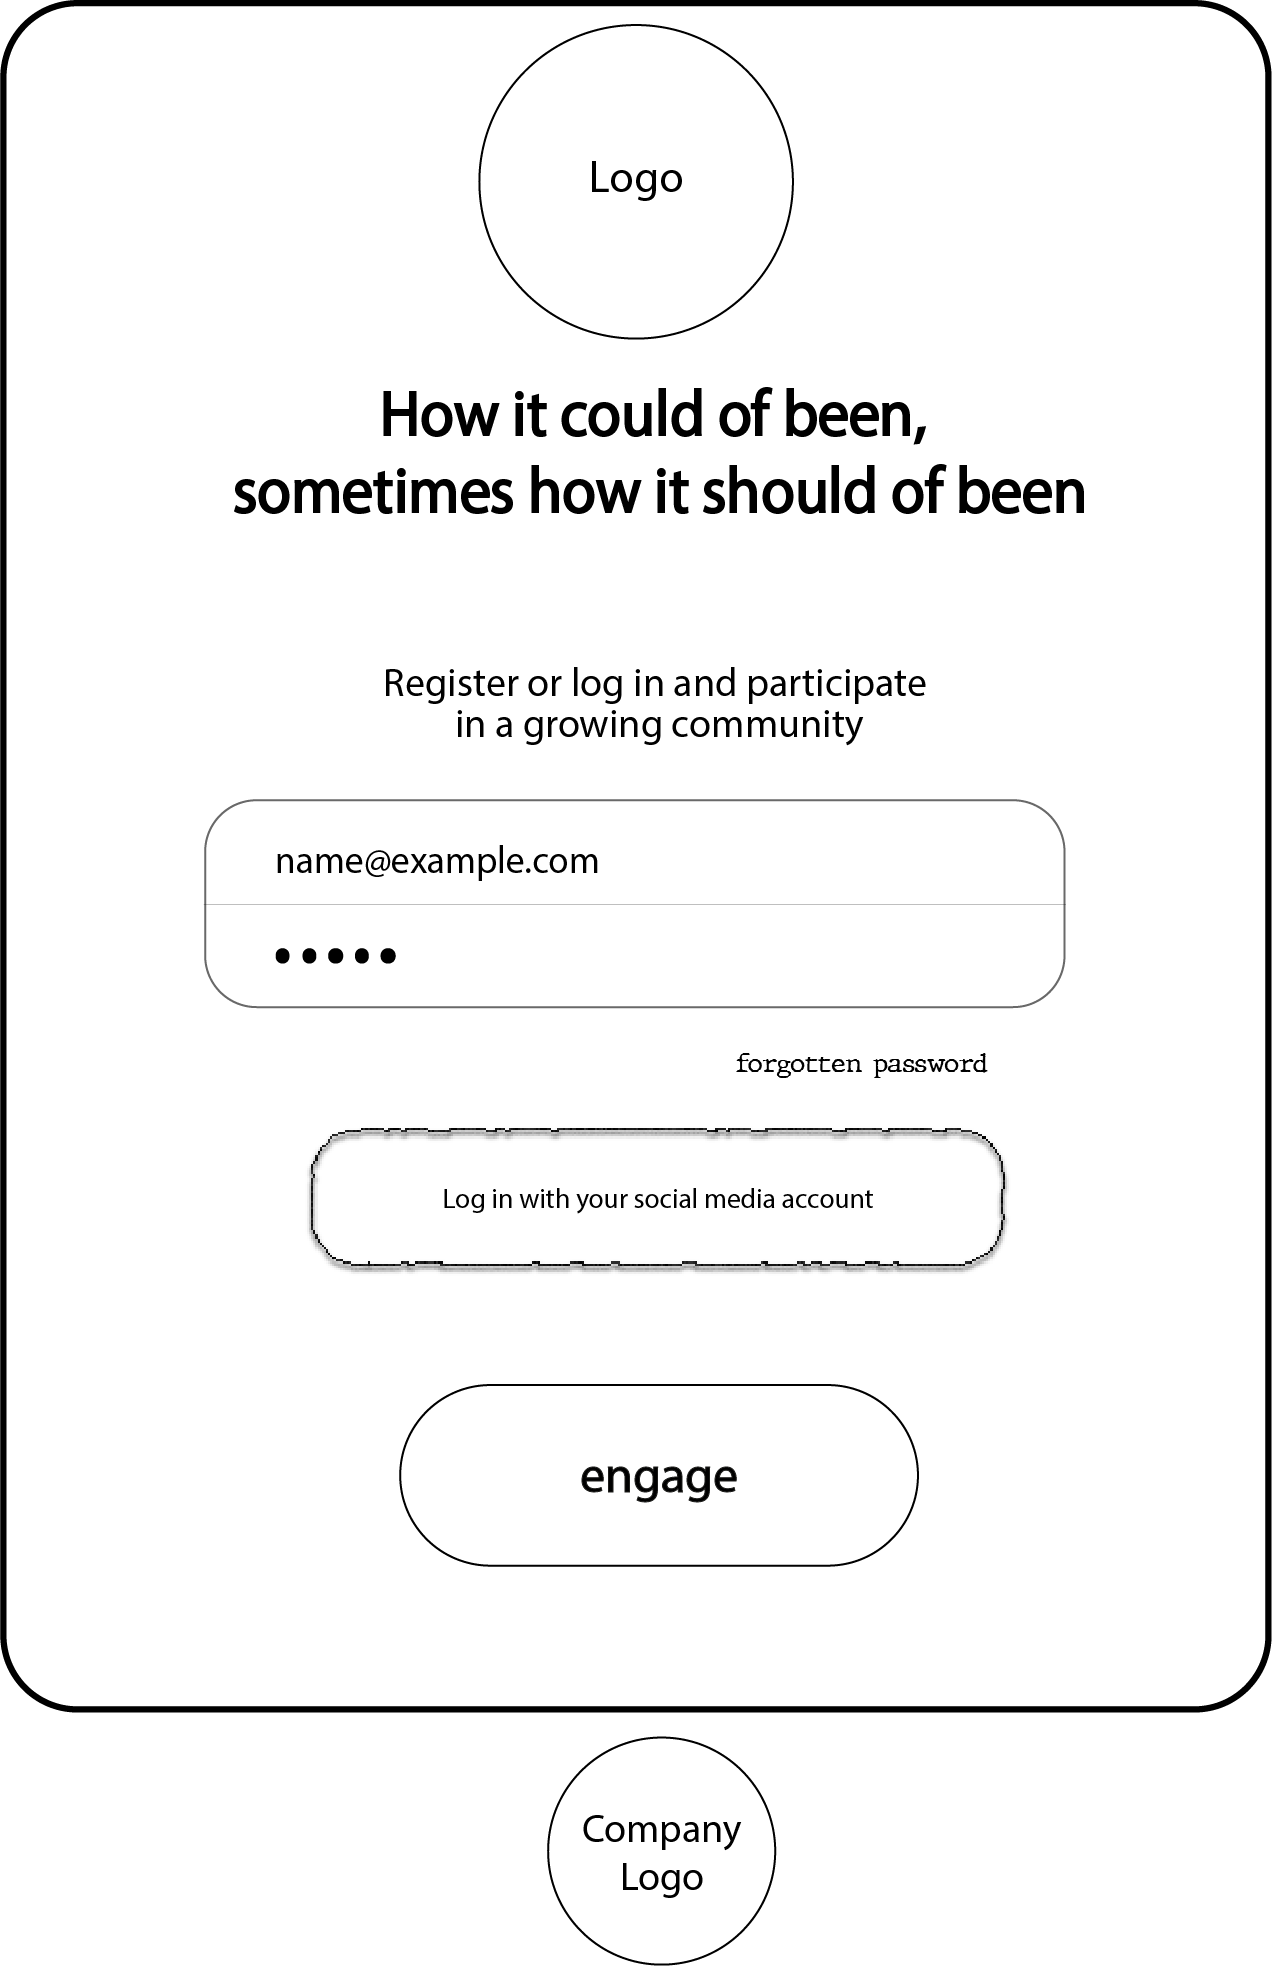 Logo
How it could of been,
sometimes how it should of been
Register or log in and participate
in a growing community
name@example.com
•••••
forgotten password
Log in with your social media account
engage
Company
Logo